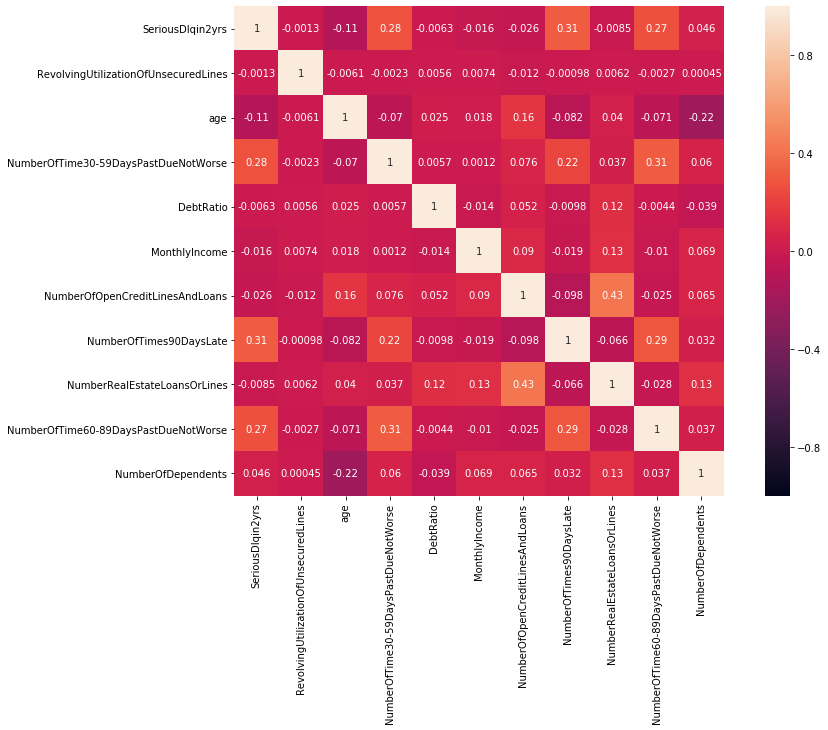 SeriousDlqin2yrs 1 -0.0013 -0.11 0.28 -0.0063 -0.016 -0.026 0.31 -0.0085 0.27 0.046
RevolvingUtilizationOfUnsecuredLines -0.0013 1 -0.0061 -0.0023 0.0056 0.0074 -0.012 -0.00098 0.0062 -0.0027 0.00045
age -0.11 -0.0061 1 -0.07 0.025 0.018 0.16 -0.082 0.04 -0.071 -0.22
NumberOfTime30-59DaysPastDueNotWorse 0.28 -0.0023 -0.07 1 0.0057 0.0012 0.076 0.22 0.037 0.31 0.06
DebtRatio -0.0063 0.0056 0.025 0.0057 1 -0.014 0.052 -0.0098 0.12 -0.0044 -0.039
MonthlyIncome -0.016 0.0074 0.018 0.0012 -0.014 1 0.09 -0.019 0.13 -0.01 0.069
NumberOfOpenCreditLinesAndLoans -0.026 -0.012 0.16 0.076 0.052 0.09 1 -0.098 0.43 -0.025 0.065
NumberOfTimes90DaysLate 0.31 -0.00098 -0.082 0.22 -0.0098 -0.019 -0.098 1 -0.066 0.29 0.032
NumberRealEstateLoansOrLines -0.0085 0.0062 0.04 0.037 0.12 0.13 0.43 -0.066 1 -0.028 0.13
NumberOfTime60-89DaysPastDueNotWorse 0.27 -0.0027 -0.071 0.31 -0.0044 -0.01 -0.025 0.29 -0.028 1 0.037
NumberOfDependents 0.046 0.00045 -0.22 0.06 -0.039 0.069 0.065 0.032 0.13 0.037 1
SeriousDlqin2yrs
RevolvingUtilizationOfUnsecuredLines
age
NumberOfTime30-59DaysPastDueNotWorse
DebtRatio
MonthlyIncome
NumberOfOpenCreditLinesAndLoans
NumberOfTimes90DaysLate
NumberRealEstateLoansOrLines
NumberOfTime60-89DaysPastDueNotWorse
NumberOfDependents
0.8
0.4
0.0
-0.4
-0.8